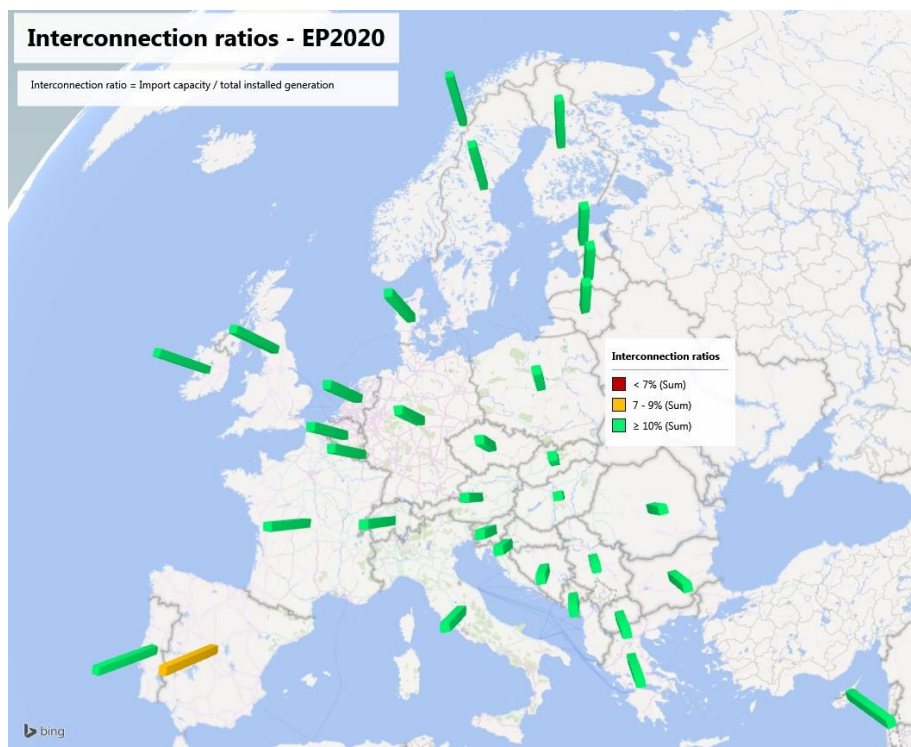 Interconnection ratios - EP2020
Interconnection ratio = Import capacity / total installed generation
Interconnection ratios
< 7% (Sum)
7 - 9% (Sum)
≥ 10% (Sum)
bing